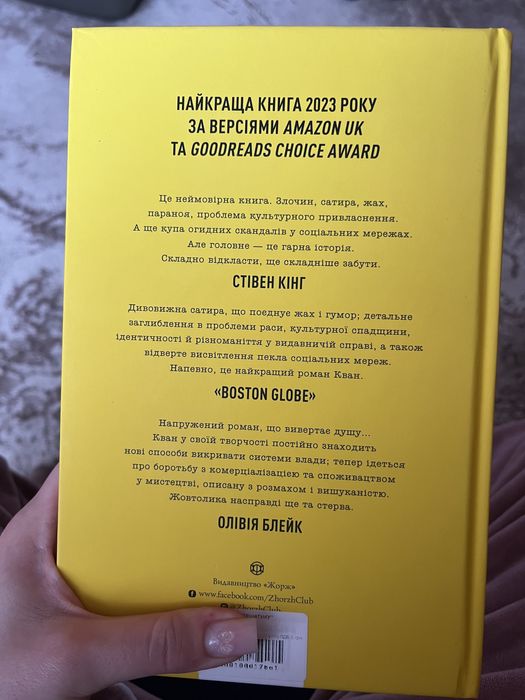 НАЙКРАЩА КНИГА 2023 РОКУ
ЗА ВЕРСІЯМИ AMAZON UK
ТА GOODREADS CHOICE AWARD
Це неймовірна книга. Злочин, сатира, жах,
параноя, проблема культурного привласнення.
А ще купа огидних скандалів у соціальних мережах.
Але головне — це гарна історія.
Складно відкласти, ще складніше забути.
СТІВЕН КІНГ
Дивовижна сатира, що поєднує жах і гумор; детальне
заглиблення в проблеми раси, культурної спадщини,
ідентичності й різноманіття у видавничій справі, а також
відверте висвітлення пекла соціальних мереж.
Напевно, це найкращий роман Кван.
«BOSTON GLOBE»
Напружений роман, що вивертає душу...
Кван у своїй творчості постійно знаходить
нові способи викривати системи влади; тепер ідеться
про боротьбу з комерціалізацією та споживацтвом
у мистецтві, описану з розмахом і вишуканістю.
Жовтолика насправді ще та стерва.
ОЛІВІЯ БЛЕЙК
Видавництво «Жорж»
www.facebook.com/ZhorzhClub
@ZhorzhClub